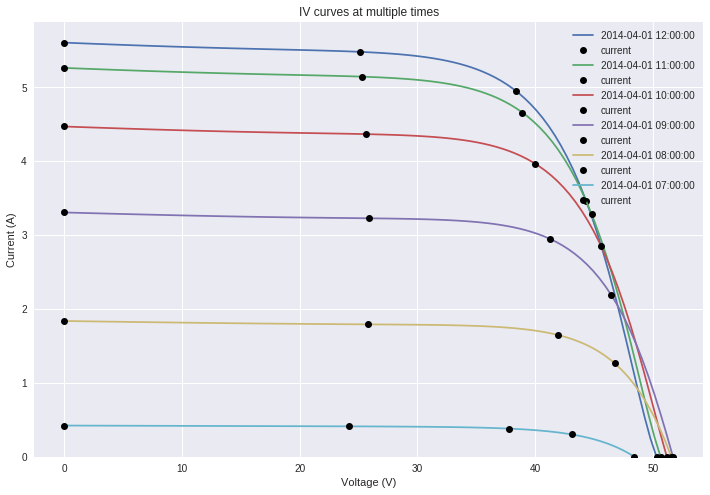 IV curves at multiple times
2014-04-01 12:00:00
current
2014-04-01 11:00:00
current
2014-04-01 10:00:00
current
2014-04-01 09:00:00
current
2014-04-01 08:00:00
current
2014-04-01 07:00:00
current
5
4
3
2
1
0
Current (A)
0 10 20 30 40 50
Voltage (V)